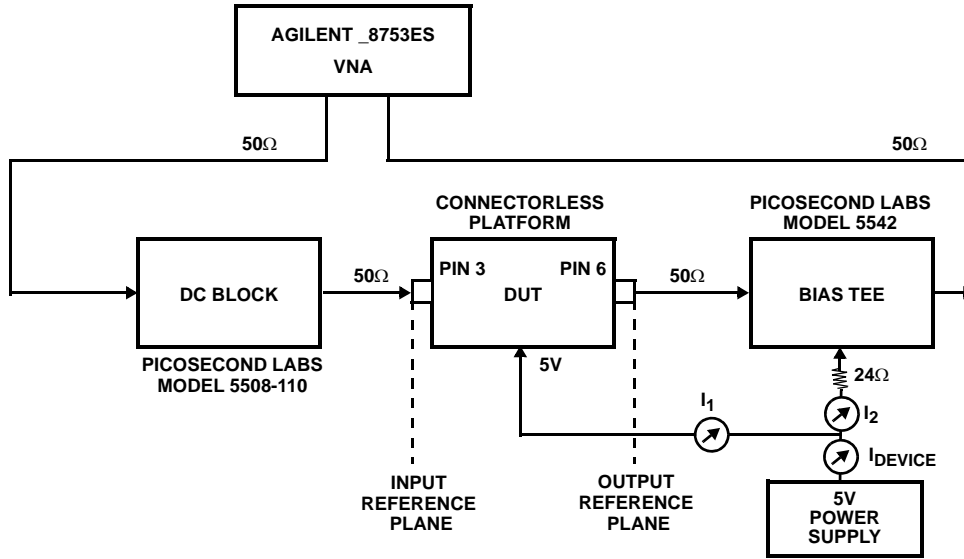 AGILENT _8753ES
VNA
50Ω
50Ω
CONNECTORLESS
PLATFORM
PICOSECOND LABS
MODEL 5542
DC BLOCK
50Ω
PIN 3
PIN 6
DUT
50Ω
BIAS TEE
PICOSECOND LABS
MODEL 5508-110
5V
24Ω
I1
I2
IDEVICE
INPUT
REFERENCE
PLANE
OUTPUT
REFERENCE
PLANE
5V
POWER
SUPPLY